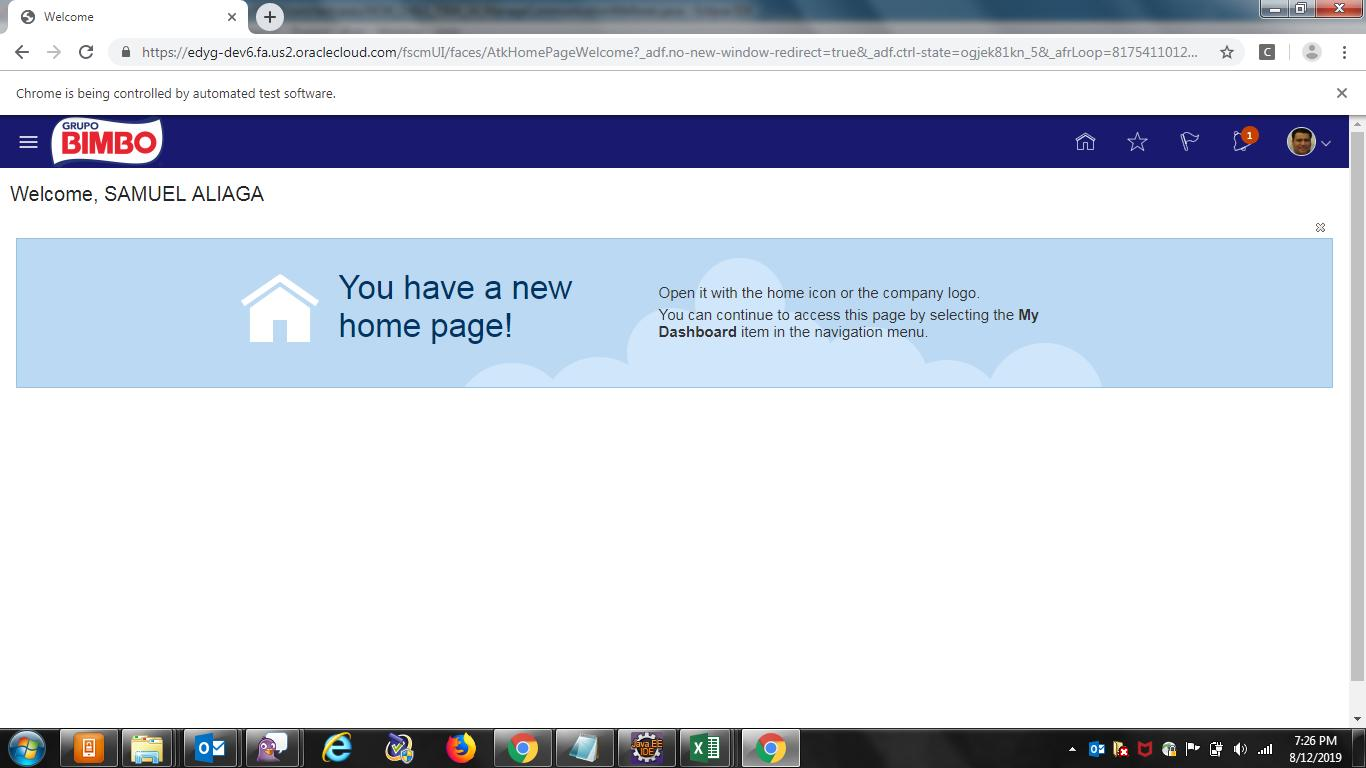 Welcome
https://edyg-dev6.fa.us2.oraclecloud.com/fscmUI/faces/AtkHomePageWelcome?_adf.no-new-window-redirect=true&_adf.ctrl-state=ogjek81kn_5&_afrLoop=8175411012...
C
Chrome is being controlled by automated test software.
GRUPO
BIMBO
1
Welcome, SAMUEL ALIAGA
You have a new
home page!
Open it with the home icon or the company logo.
You can continue to access this page by selecting the My
Dashboard item in the navigation menu.
Java EE
IDE
7:26 PM
8/12/2019